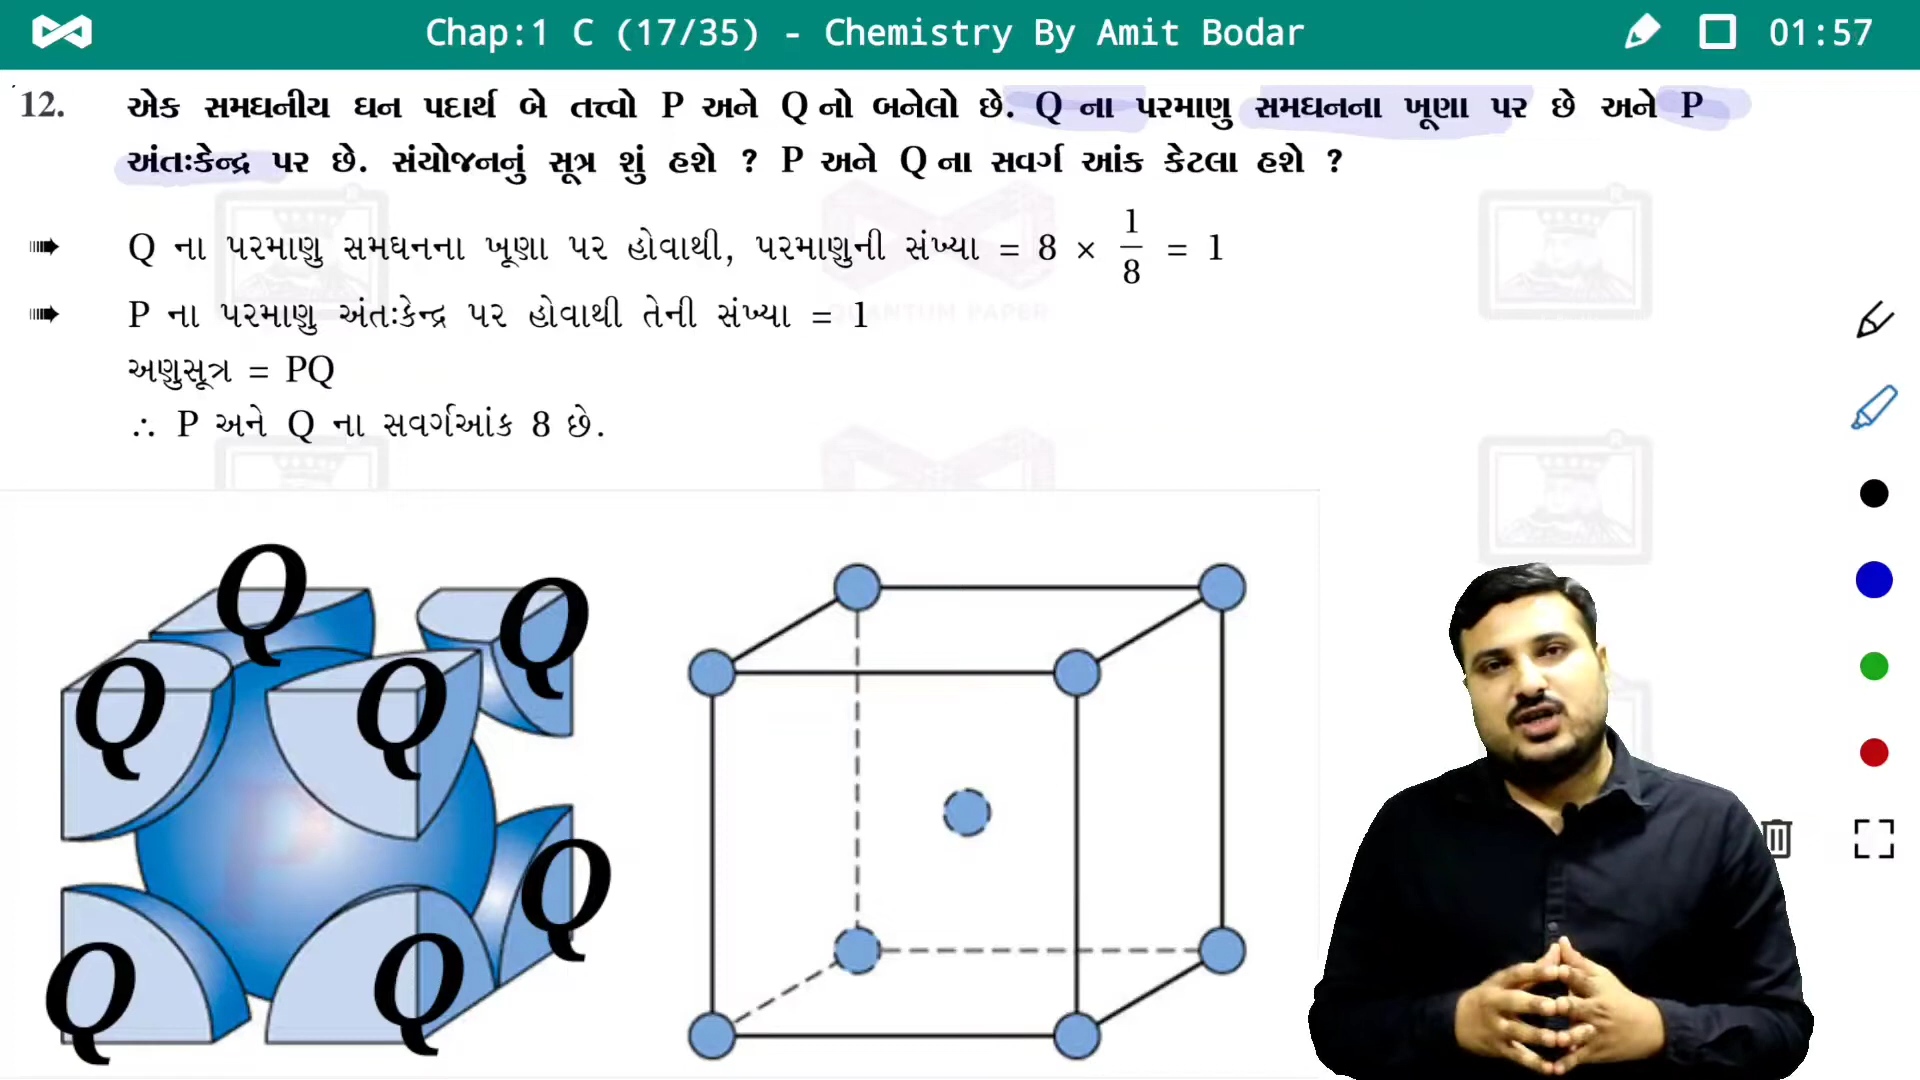 Chap:1 C (17/35) - Chemistry By Amit Bodar
01:57
12. એક સમઘનીય ઘન પદાર્થ બે તત્ત્વો P અને Q નો બનેલો છે. Q ના પરમાણુ સમઘનના ખૂણા પર છે અને P
અંતઃકેન્દ્ર પર છે. સંયોજનનું સૂત્ર શું હશે ? P અને Q ના સવર્ગ આંક કેટલા હશે ?
➠ Q ના પરમાણુ સમઘનના ખૂણા પર હોવાથી, પરમાણુની સંખ્યા = 8 × 1/8 = 1
➠ P ના પરમાણુ અંતઃકેન્દ્ર પર હોવાથી તેની સંખ્યા = 1
QUANTUM PAPER
અણુસૂત્ર = PQ
∴ P અને Q ના સવર્ગઆંક 8 છે.
Q
Q
Q
Q
P
Q
Q
Q